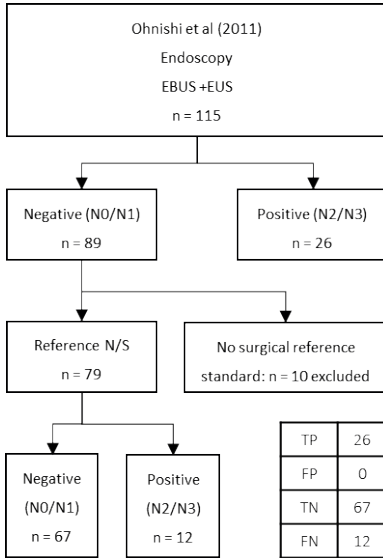 Ohnishi et al (2011)
Endoscopy
EBUS +EUS
n = 115
Negative (N0/N1)
n = 89
Positive (N2/N3)
n = 26
Reference N/S
n = 79
No surgical reference
standard: n = 10 excluded
Negative
(N0/N1)
n = 67
Positive
(N2/N3)
n = 12
TP 26
FP 0
TN 67
FN 12